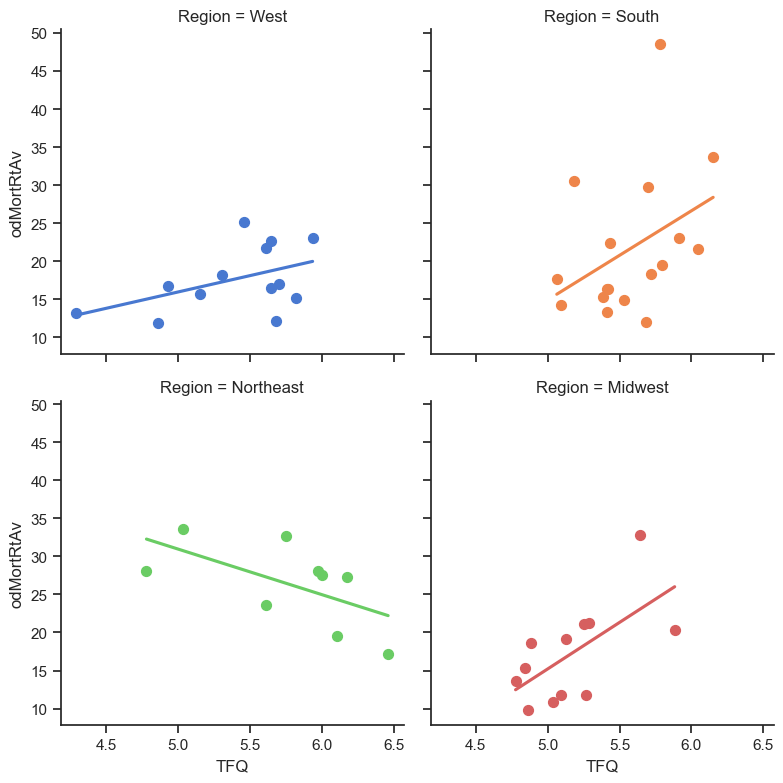 Region = West
Region = South
50
45
40
35
30
25
20
15
10
odMortRtAv
Region = Northeast
Region = Midwest
50
45
40
35
30
25
20
15
10
odMortRtAv
4.5 5.0 5.5 6.0 6.5
4.5 5.0 5.5 6.0 6.5
TFQ
TFQ